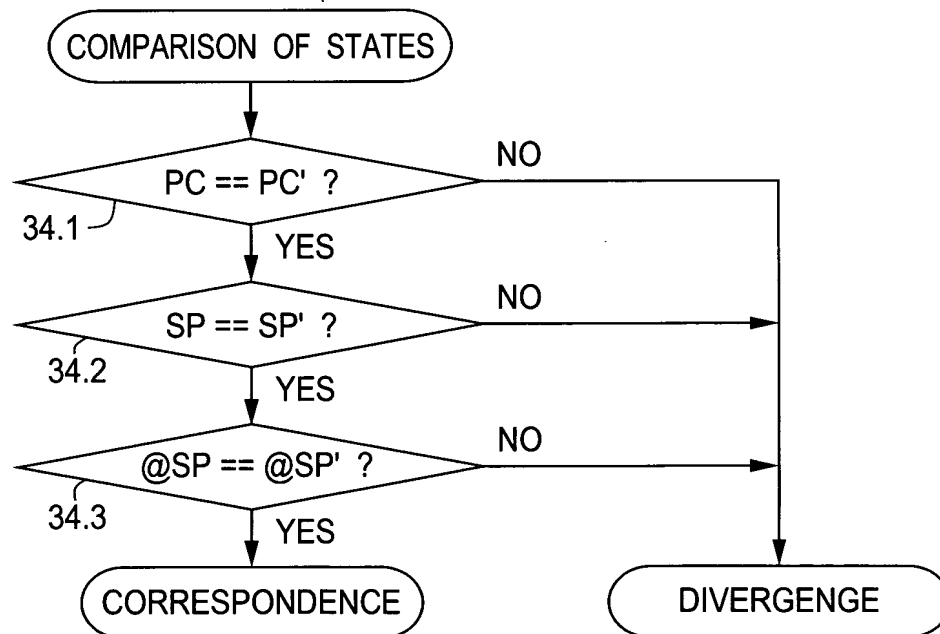 COMPARISON OF STATES
PC == PC' ?
NO
34.1
YES
SP == SP' ?
NO
34.2
YES
@SP == @SP' ?
NO
34.3
YES
CORRESPONDENCE
DIVERGENGE